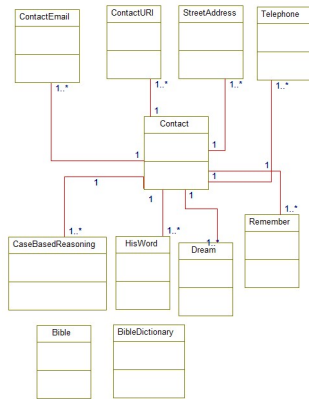 ContactEmail
ContactURI
StreetAddress
Telephone
1..*
1..*
1..*
1..*
1
Contact
1
1
1
1
1
1
1
1
1..*
1..*
1..*
1..*
Remember
CaseBasedReasoning
HisWord
Dream
Bible
BibleDictionary